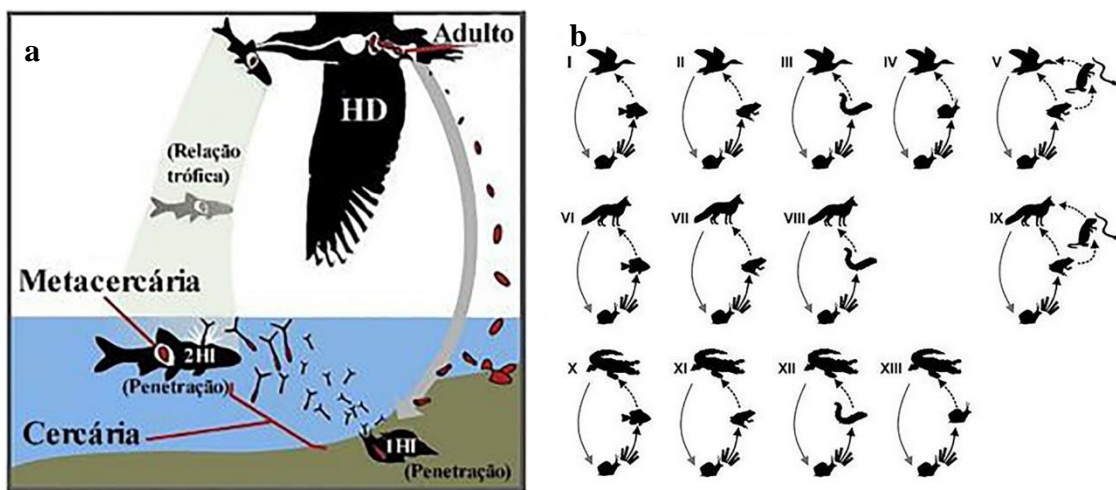 a
Adulto
HD
(Relação
trófica)
Metacercária
2HI
(Penetração)
Cercária
1HI
(Penetração)
b
I
II
III
IV
V
VI
VII
VIII
IX
X
XI
XII
XIII